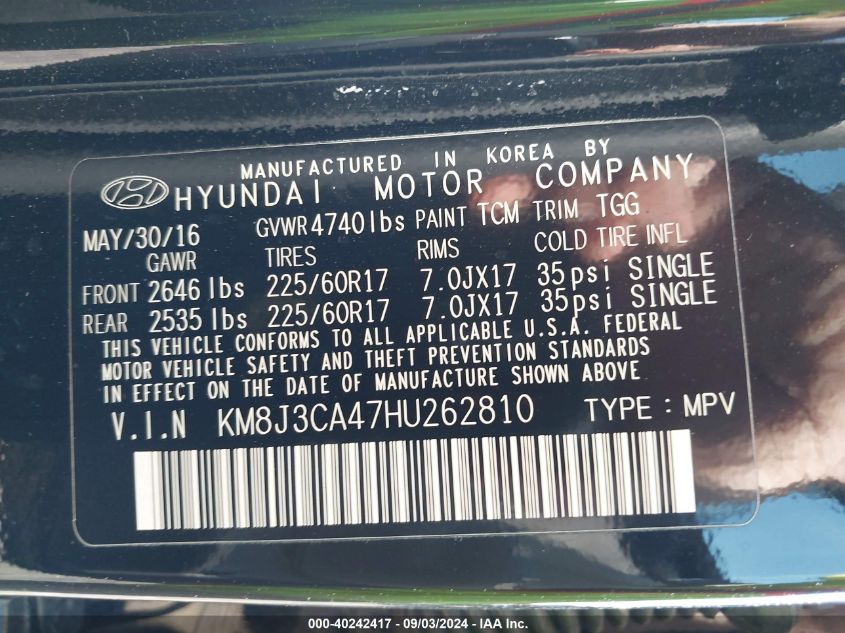 MANUFACTURED IN KOREA BY
HYUNDAI MOTOR COMPANY
MAY/30/16 GVWR 4740lbs PAINT TCM TRIM TGG
GAWR TIRES RIMS COLD TIRE INFL
FRONT 2646 lbs 225/60R17 7.0JX17 35psi SINGLE
REAR 2535 lbs 225/60R17 7.0JX17 35psi SINGLE
THIS VEHICLE CONFORMS TO ALL APPLICABLE U.S.A. FEDERAL
MOTOR VEHICLE SAFETY AND THEFT PREVENTION STANDARDS
IN EFFECT ON THE DATE OF MANUFACTURE SHOWN ABOVE
V.I.N KM8J3CA47HU262810 TYPE : MPV
000-40242417 - 09/03/2024 - IAA Inc.